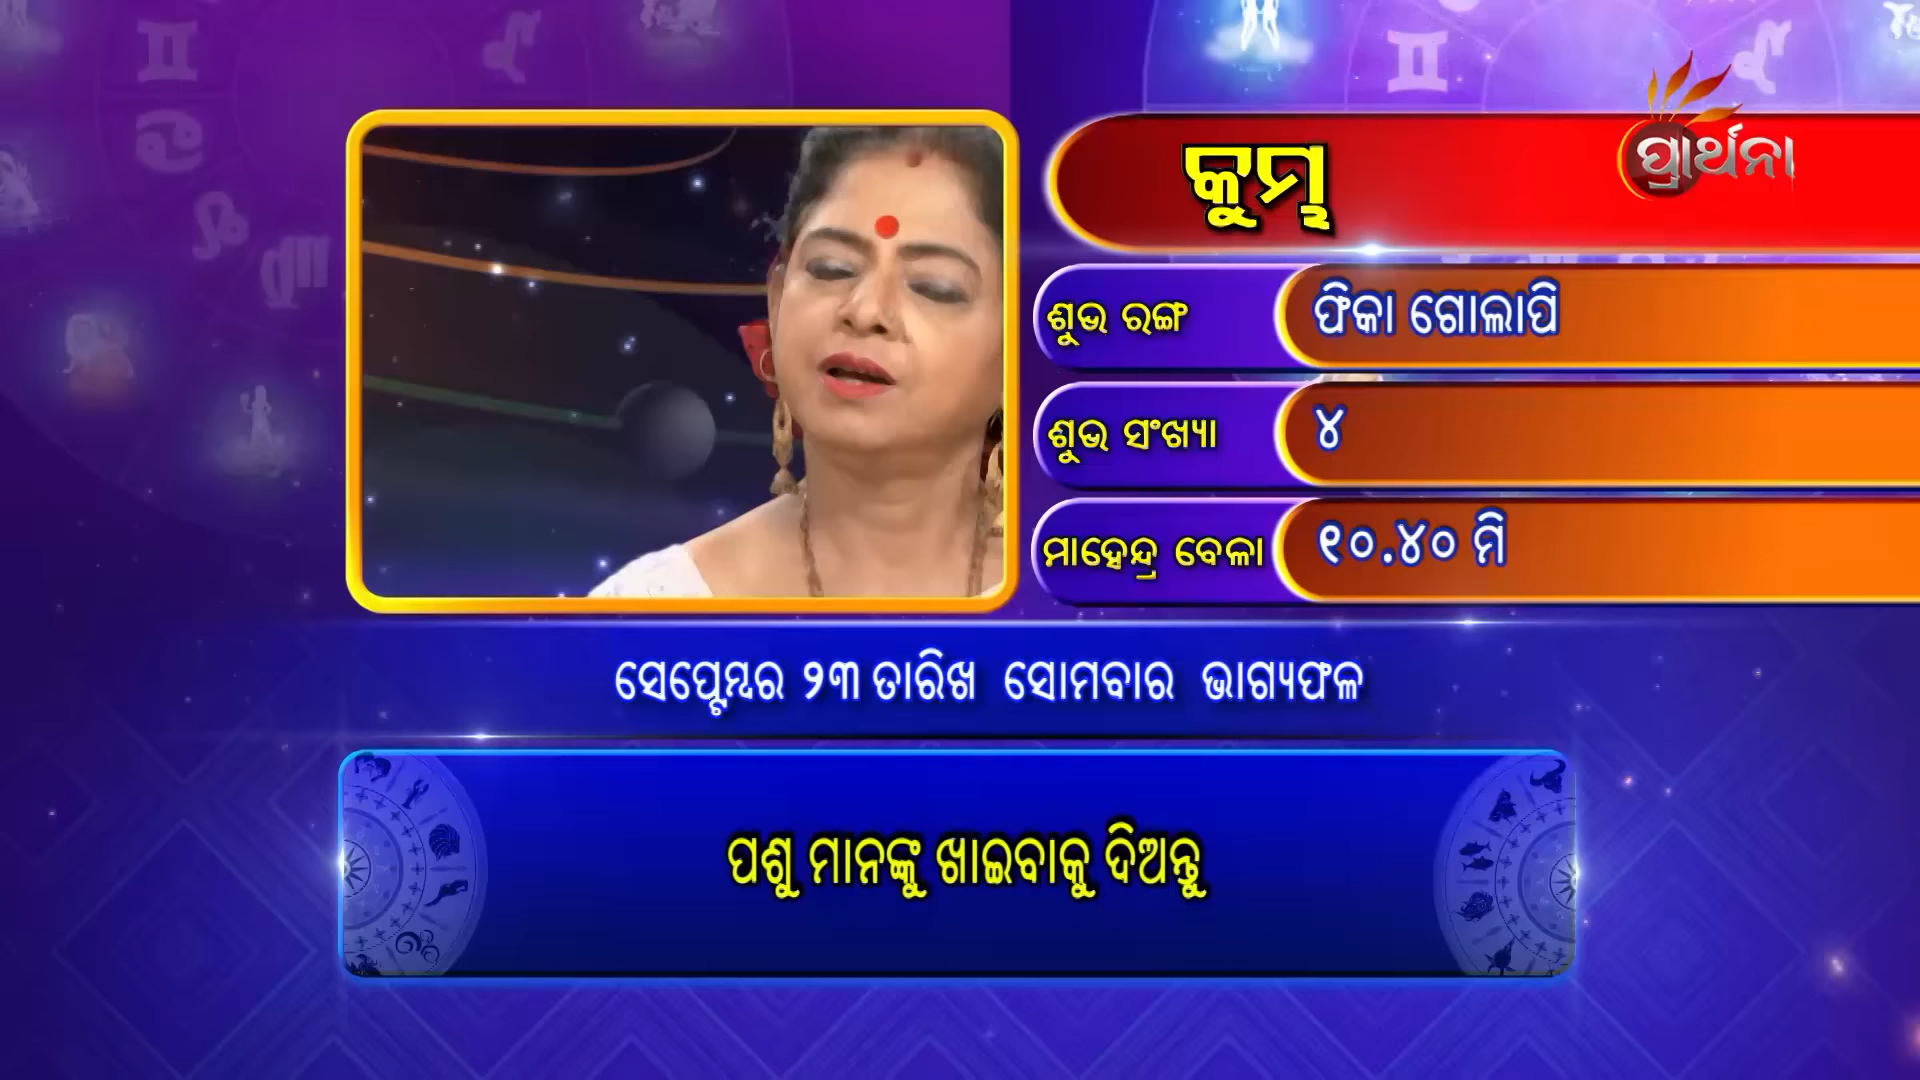 କୁମ୍ଭ
ପ୍ରାର୍ଥନା
ଶୁଭ ରଙ୍ଗ
ଫିକା ଗୋଲାପି
ଶୁଭ ସଂଖ୍ୟା
୪
ମାହେନ୍ଦ୍ର ବେଳା
୧୦.୪୦ ମି
ସେପ୍ଟେମ୍ବର ୨୩ ତାରିଖ ସୋମବାର ଭାଗ୍ୟଫଳ
ପଶୁ ମାନଙ୍କୁ ଖାଇବାକୁ ଦିଅନ୍ତୁ